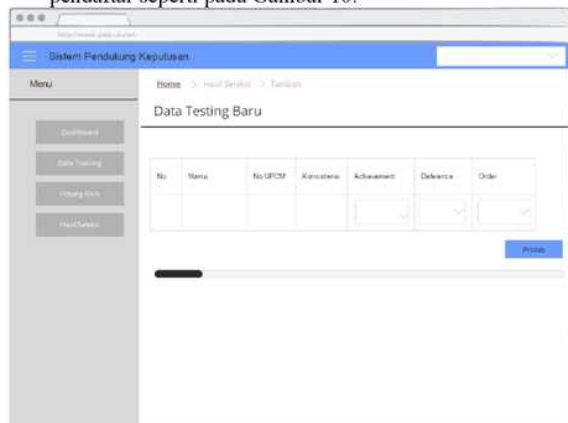 pendaftar seperti pada Gambar 10.
Sistem Pendukung Keputusan
Menu
Home > Hasil Seleksi > Tambah
Data Testing Baru
Dashboard
Data Training
Hitung KNN
Hasil Seleksi
No Nama No UPCM Konsistensi Achievement Deference Order
Proses